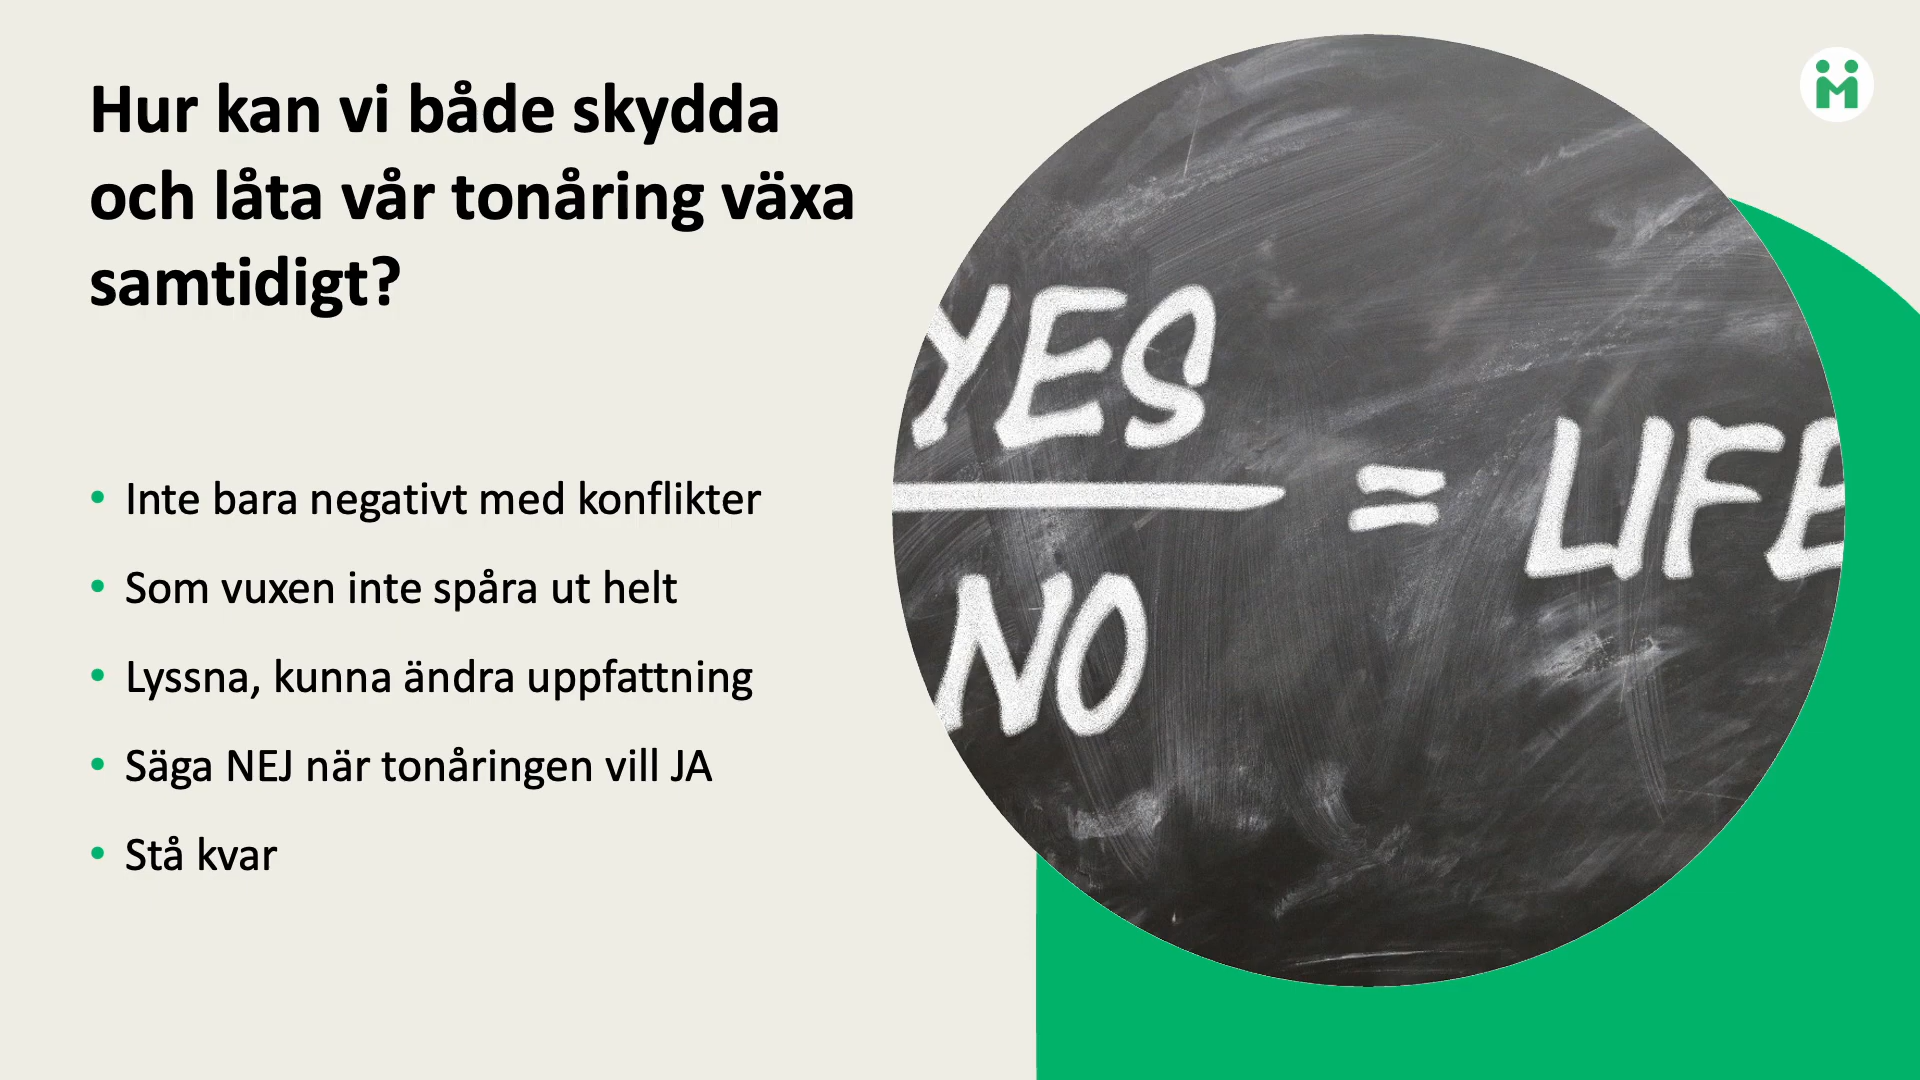 Hur kan vi både skydda
och låta vår tonåring växa
samtidigt?
• Inte bara negativt med konflikter
• Som vuxen inte spåra ut helt
• Lyssna, kunna ändra uppfattning
• Säga NEJ när tonåringen vill JA
• Stå kvar
YES
NO
= LIFE